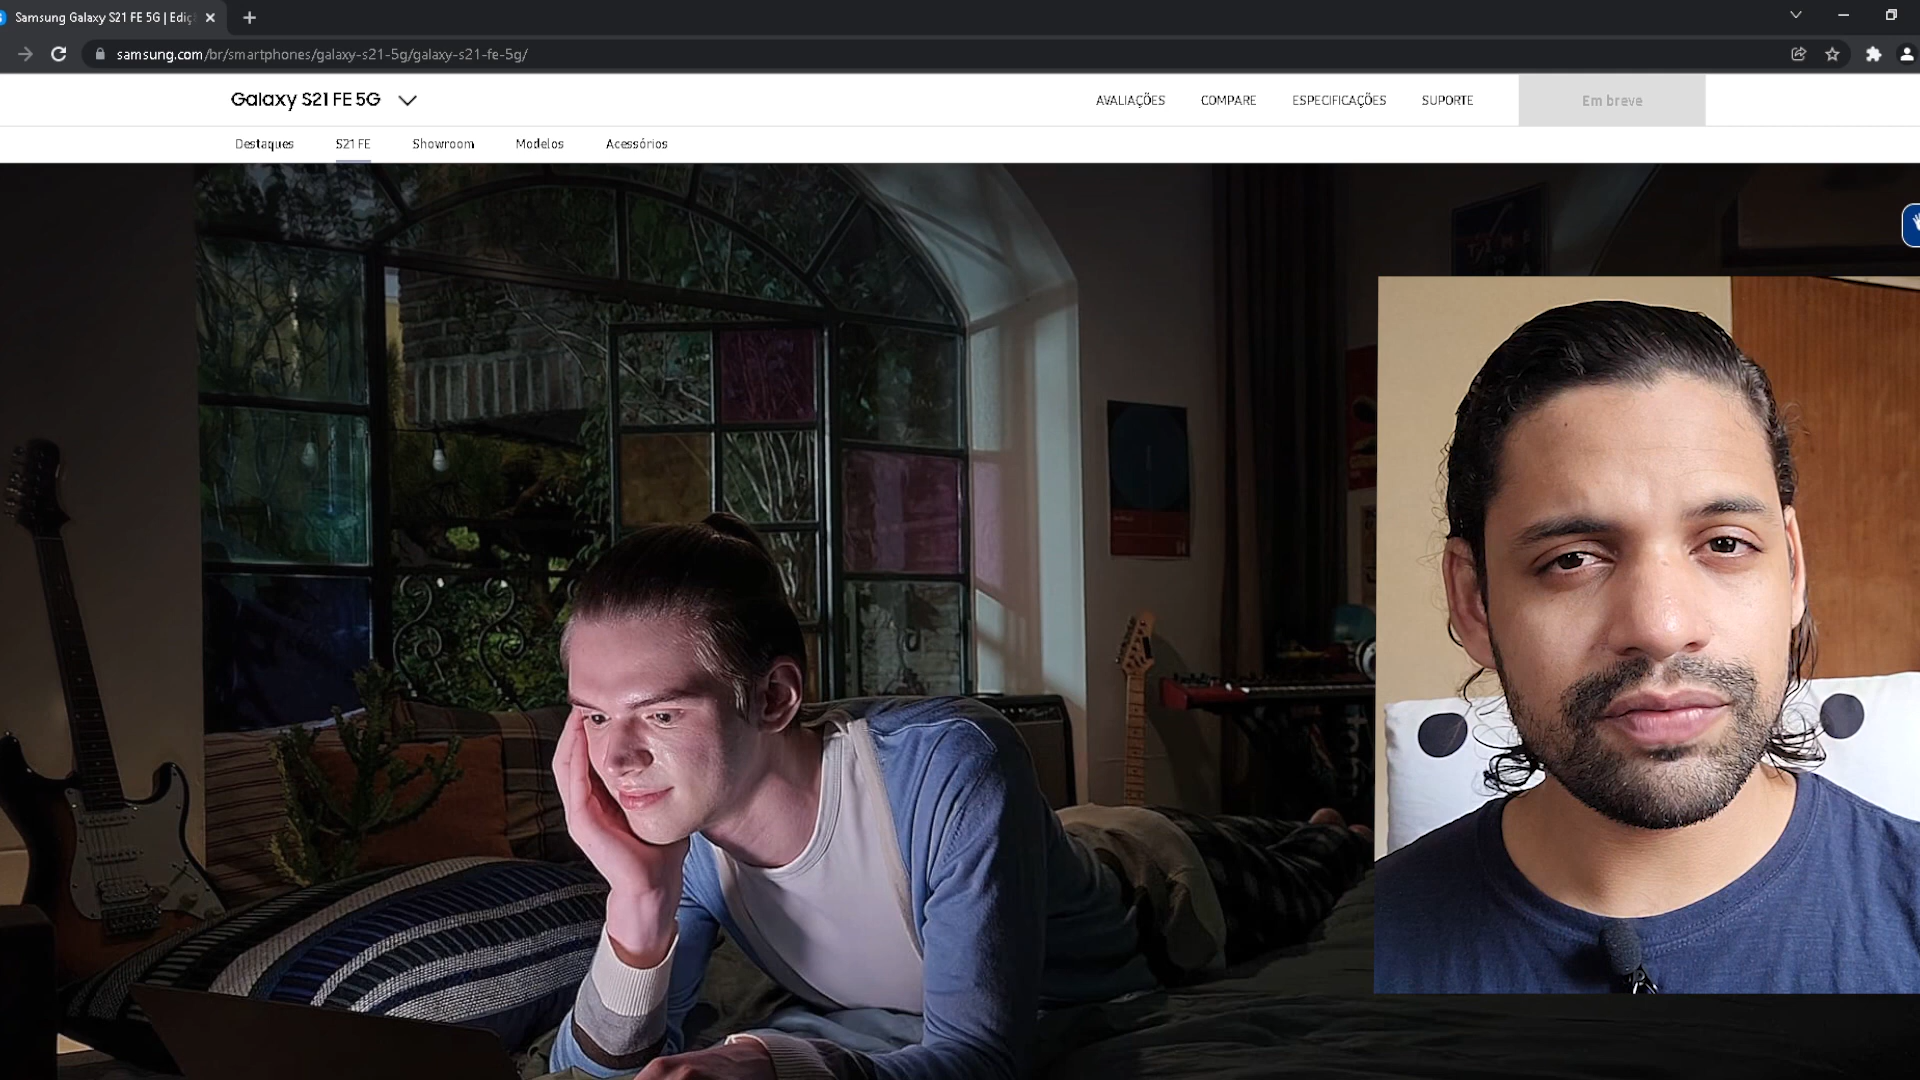 Samsung Galaxy S21 FE 5G | Ediç
samsung.com/br/smartphones/galaxy-s21-5g/galaxy-s21-fe-5g/
Galaxy S21 FE 5G
AVALIAÇÕES
COMPARE
ESPECIFICAÇÕES
SUPORTE
Em breve
Destaques
S21 FE
Showroom
Modelos
Acessórios